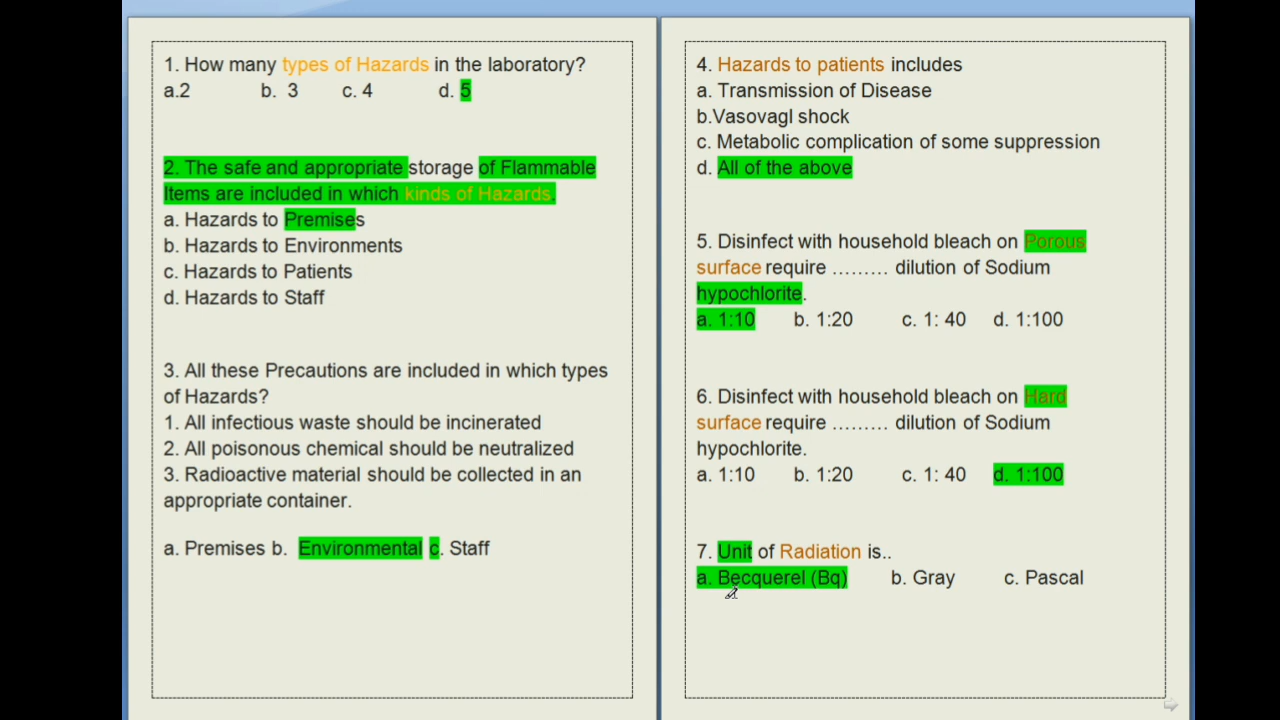 1. How many types of Hazards in the laboratory?
a.2 b. 3 c. 4 d. 5
2. The safe and appropriate storage of Flammable
Items are included in which kinds of Hazards.
a. Hazards to Premises
b. Hazards to Environments
c. Hazards to Patients
d. Hazards to Staff
3. All these Precautions are included in which types
of Hazards?
1. All infectious waste should be incinerated
2. All poisonous chemical should be neutralized
3. Radioactive material should be collected in an
appropriate container.
a. Premises b. Environmental c. Staff
4. Hazards to patients includes
a. Transmission of Disease
b.Vasovagl shock
c. Metabolic complication of some suppression
d. All of the above
5. Disinfect with household bleach on Porous
surface require ......... dilution of Sodium
hypochlorite.
a. 1:10 b. 1:20 c. 1: 40 d. 1:100
6. Disinfect with household bleach on Hard
surface require ......... dilution of Sodium
hypochlorite.
a. 1:10 b. 1:20 c. 1: 40 d. 1:100
7. Unit of Radiation is..
a. Becquerel (Bq) b. Gray c. Pascal